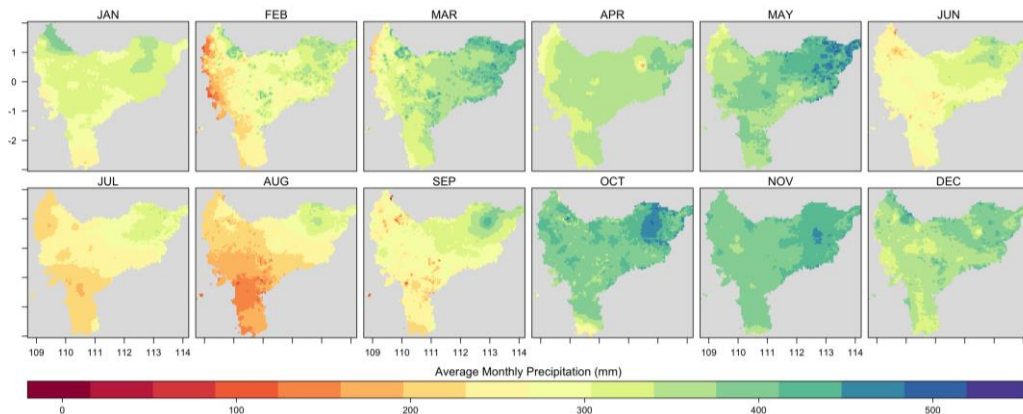 JAN FEB MAR APR MAY JUN
1
0
-1
-2
JUL AUG SEP OCT NOV DEC
109 110 111 112 113 114 109 110 111 112 113 114 109 110 111 112 113 114
Average Monthly Precipitation (mm)
0 100 200 300 400 500